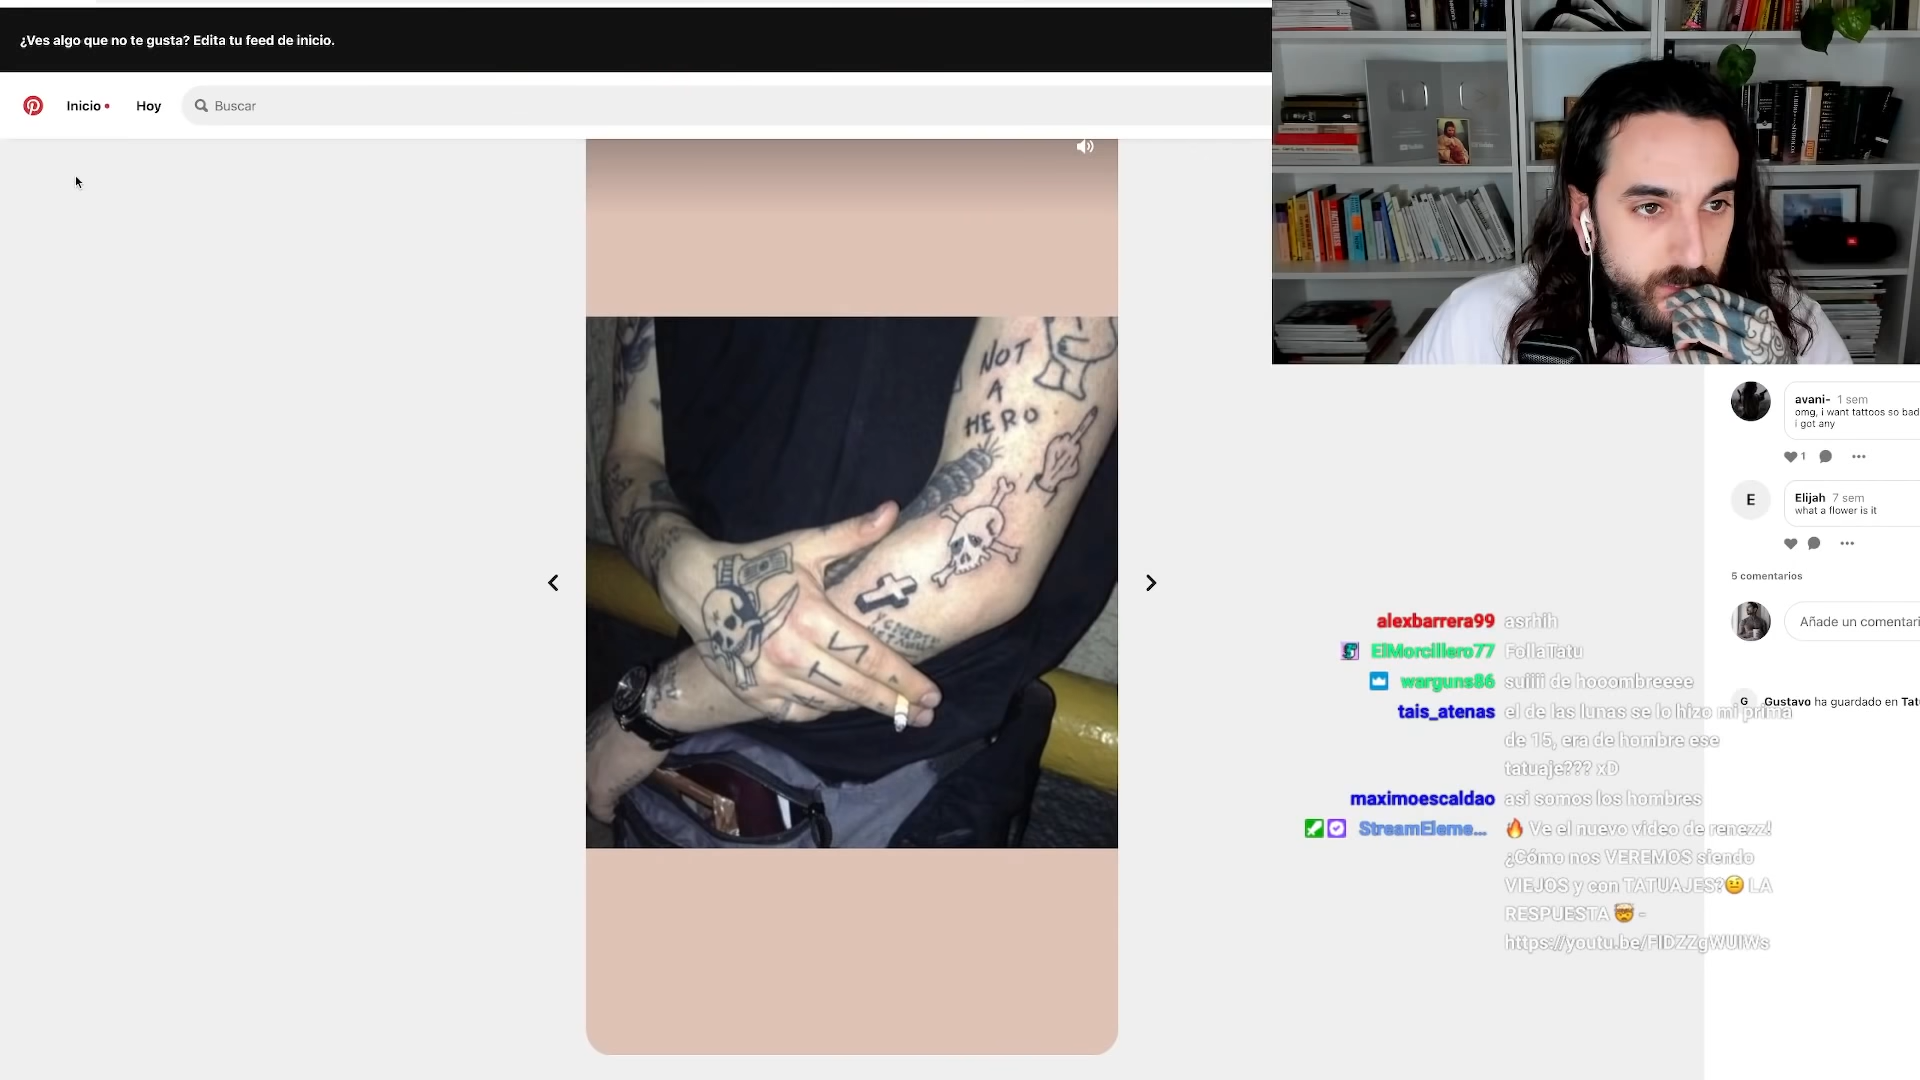 ¿Ves algo que no te gusta? Edita tu feed de inicio.
Inicio
Hoy
Buscar
NOT
A
HERO
avani- 1 sem
omg, i want tattoos so bad
i got any
1
E
Elijah 7 sem
what a flower is it
5 comentarios
Añade un comentari
G Gustavo ha guardado en Tat
alexbarrera99 asrhih
ElMorcillero77 FollaTatu
warguns86 suiiii de hooombreeee
tais_atenas el de las lunas se lo hizo mi prima
de 15, era de hombre ese
tatuaje??? xD
maximoescaldao asi somos los hombres
StreamEleme... 🔥 Ve el nuevo video de renezz!
¿Cómo nos VEREMOS siendo
VIEJOS y con TATUAJES?🤨 LA
RESPUESTA 🤯 -